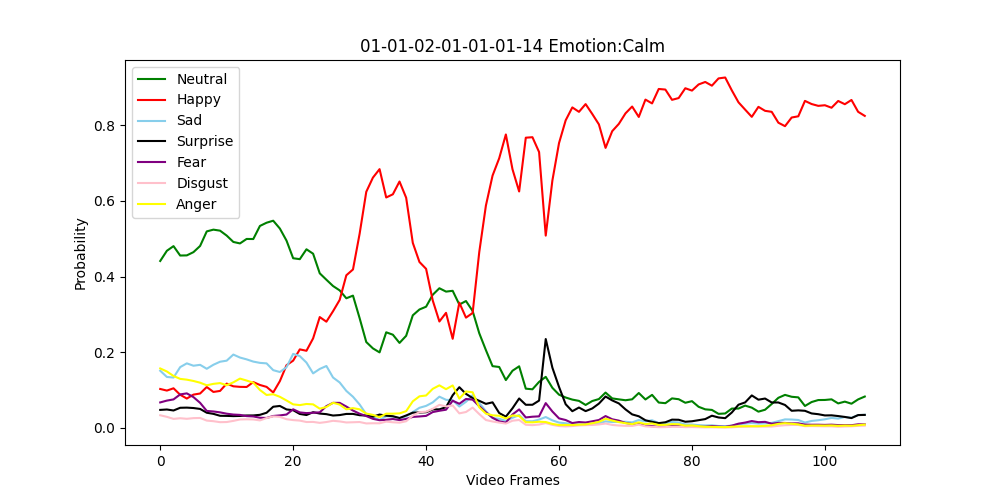 01-01-02-01-01-01-14 Emotion:Calm
Neutral
Happy
Sad
Surprise
Fear
Disgust
Anger
Probability
0.8
0.6
0.4
0.2
0.0
0 20 40 60 80 100
Video Frames